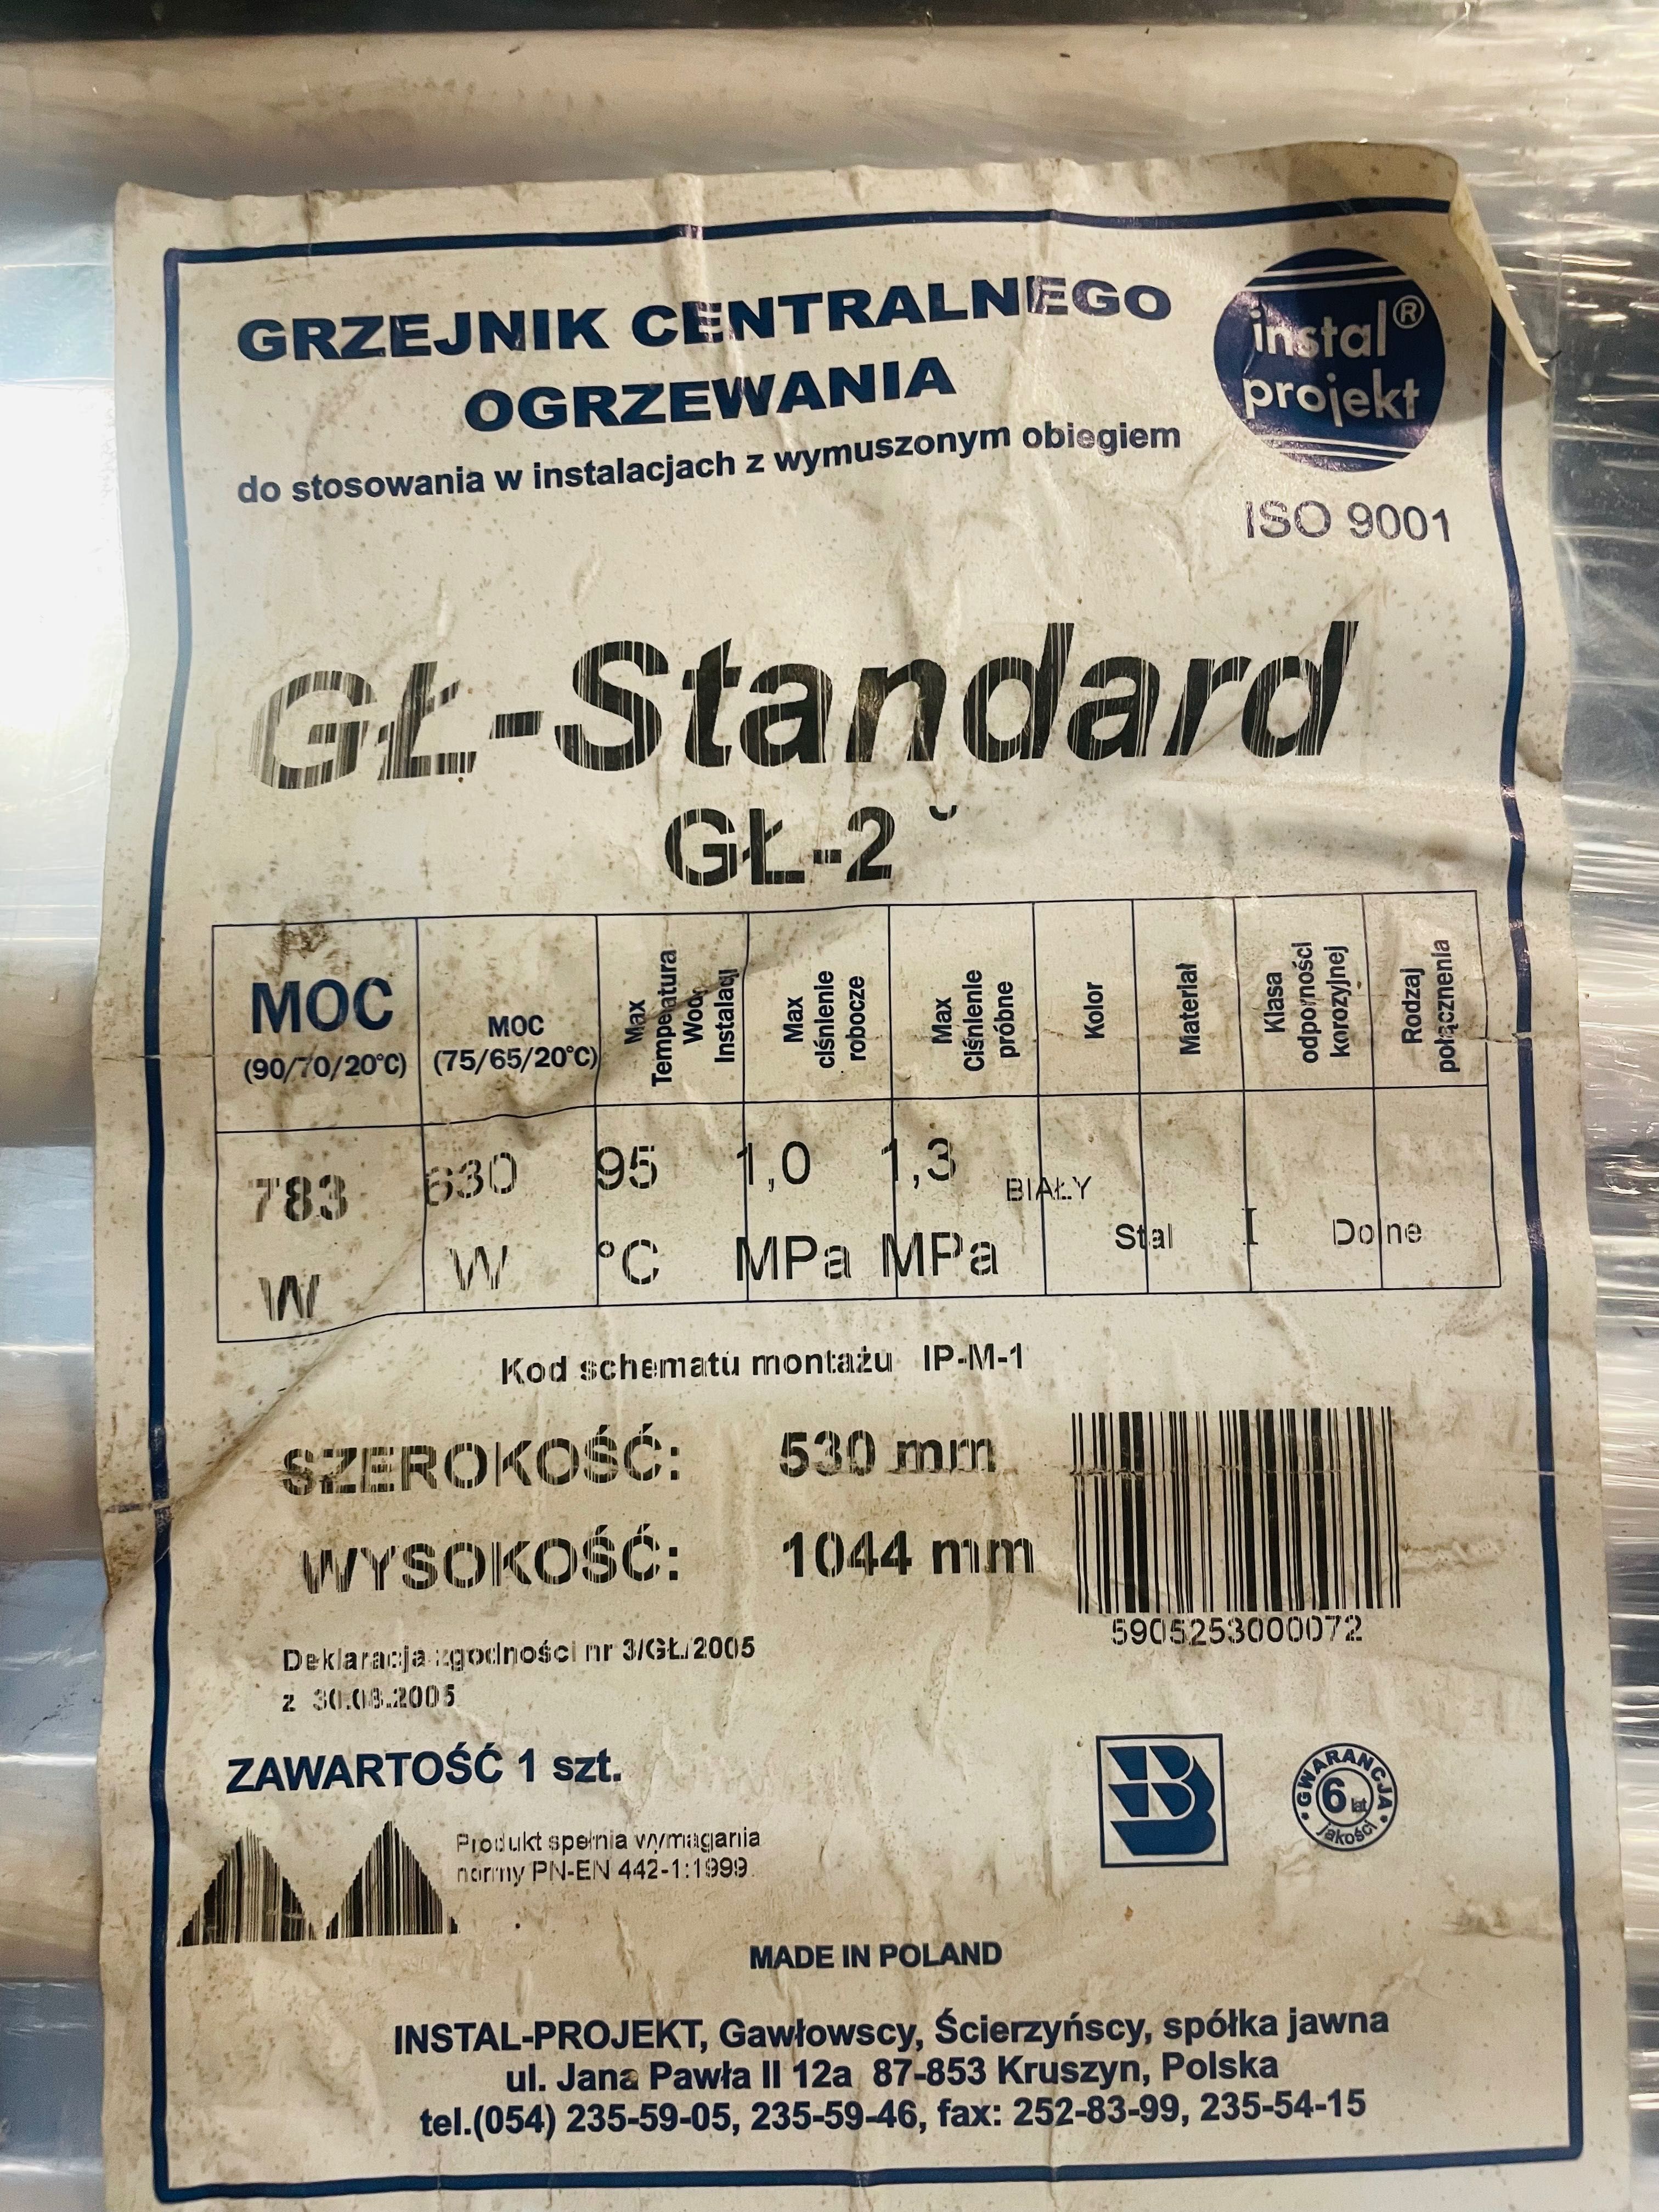 GRZEJNIK CENTRALNEGO
OGRZEWANIA
do stosowania w instalacjach z wymuszonym obiegiem
instal®
projekt
ISO 9001
GŁ-Standard
GŁ-2
MOC
(90/70/20°C)
MOC
(75/65/20°C)
Max
Temperatura
Wod.
Instalacji
Max
ciśnienie
robocze
Max
Ciśnienie
próbne
Kolor
Materiał
Klasa
odporności
korozyjnej
Rodzaj
połącznenia
783
W
630
W
95
°C
1,0
MPa
1,3
MPa
BIAŁY
Stal
I
Dolne
Kod schematu montażu IP-M-1
SZEROKOŚĆ: 530 mm
WYSOKOŚĆ: 1044 mm
5905253000072
Deklaracja zgodności nr 3/GŁ/2005
z 30.08.2005
ZAWARTOŚĆ 1 szt.
B
GWARANCJA
6 lat
jakości
Produkt spełnia wymagania
normy PN-EN 442-1:1999.
MADE IN POLAND
INSTAL-PROJEKT, Gawłowscy, Ścierzyńscy, spółka jawna
ul. Jana Pawła II 12a 87-853 Kruszyn, Polska
tel.(054) 235-59-05, 235-59-46, fax: 252-83-99, 235-54-15